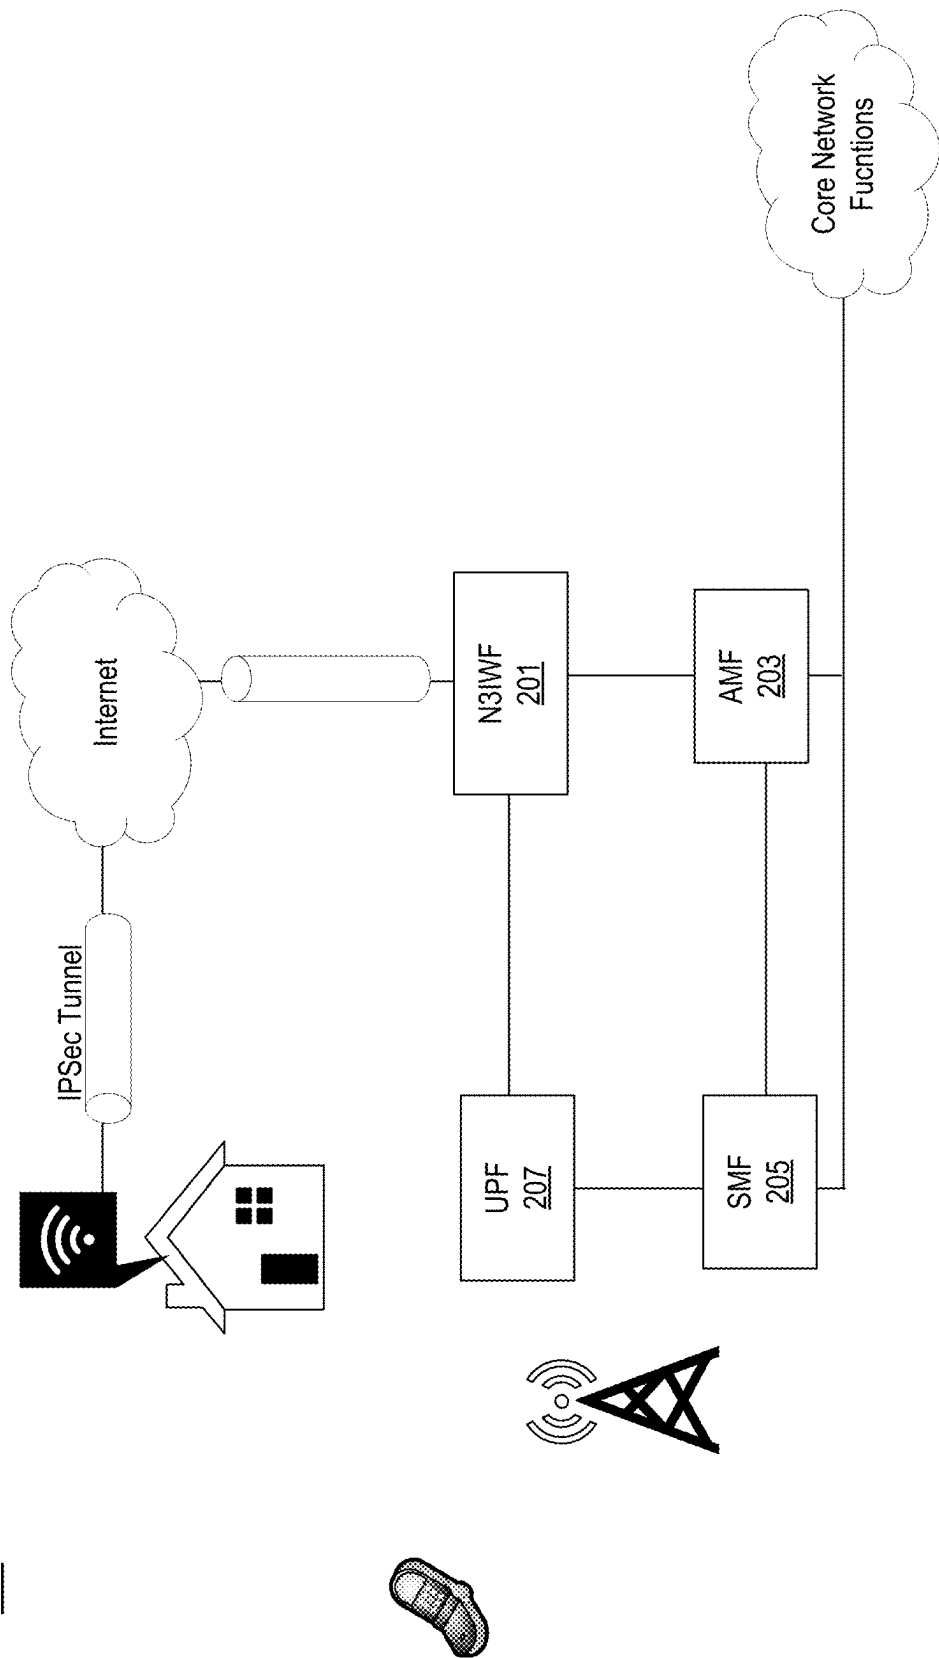 IPSec Tunnel
Internet
UPF
207
N3IWF
201
SMF
205
AMF
203
Core Network
Fucntions